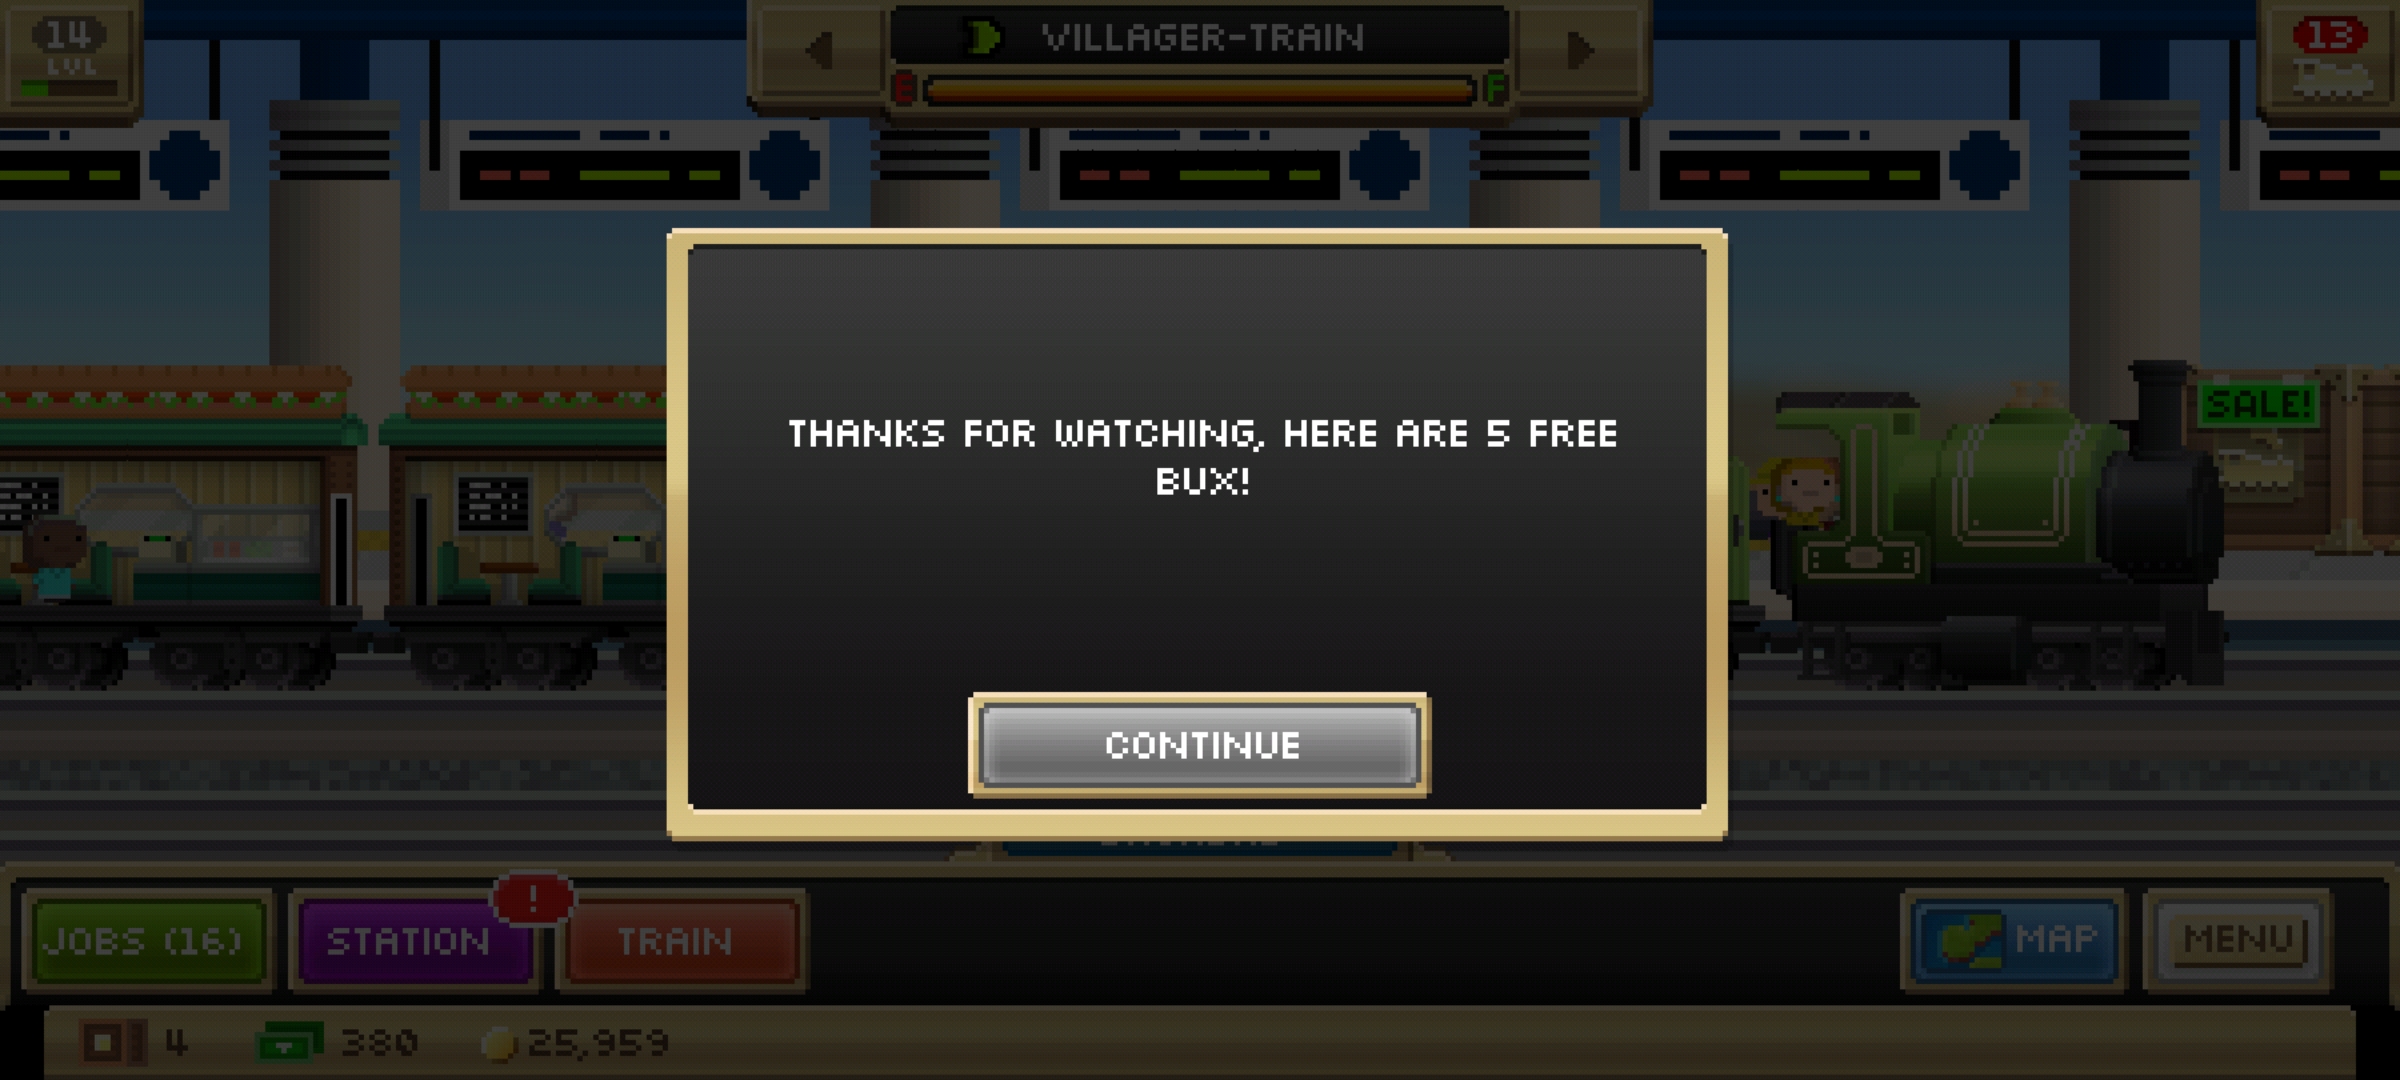 14
LVL
VILLAGER-TRAIN
E F
13
SALE!
THANKS FOR WATCHING, HERE ARE 5 FREE
BUX!
CONTINUE
JOBS (16)
STATION
!
TRAIN
MAP
MENU
4
380
25,959